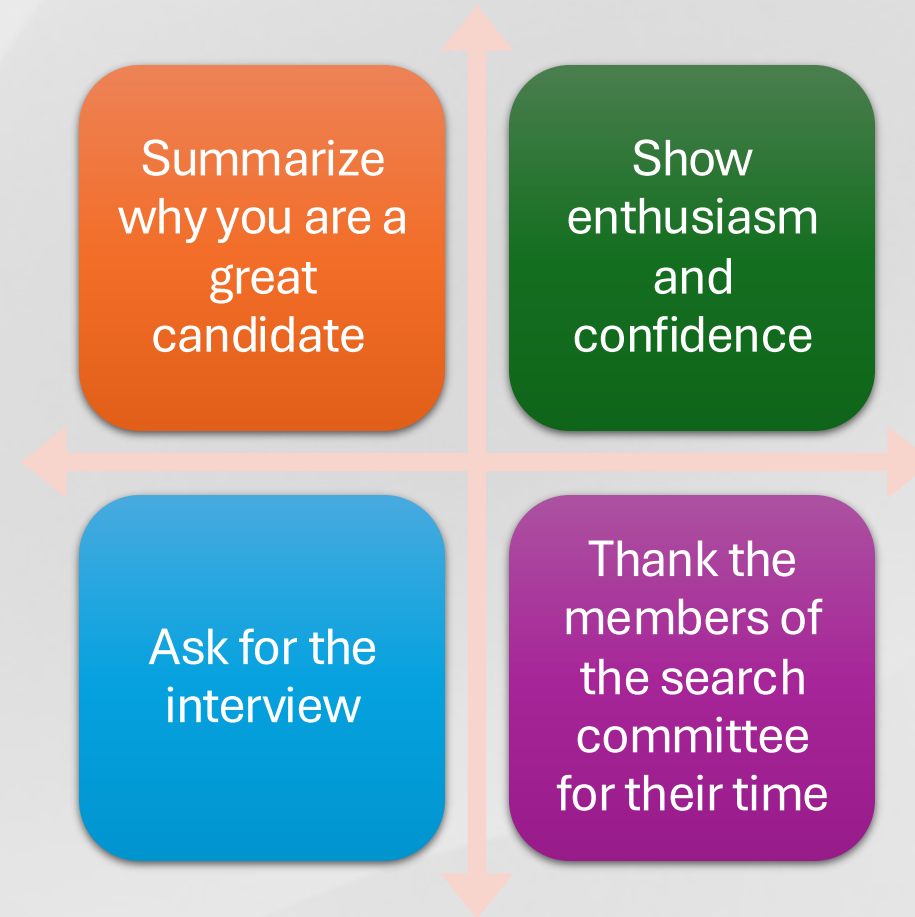 Summarize
why you are a
great
candidate
Show
enthusiasm
and
confidence
Ask for the
interview
Thank the
members of
the search
committee
for their time